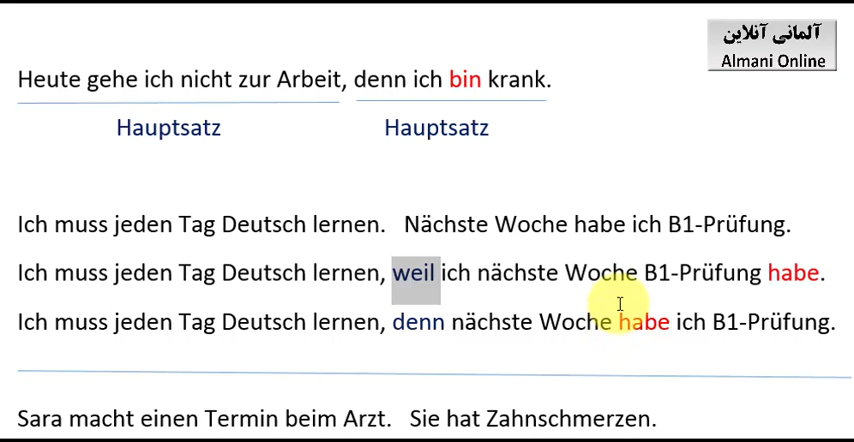 آلمانی آنلاین
Almani Online
Heute gehe ich nicht zur Arbeit, denn ich bin krank.
Hauptsatz Hauptsatz
Ich muss jeden Tag Deutsch lernen. Nächste Woche habe ich B1-Prüfung.
Ich muss jeden Tag Deutsch lernen, weil ich nächste Woche B1-Prüfung habe.
Ich muss jeden Tag Deutsch lernen, denn nächste Woche habe ich B1-Prüfung.
Sara macht einen Termin beim Arzt. Sie hat Zahnschmerzen.